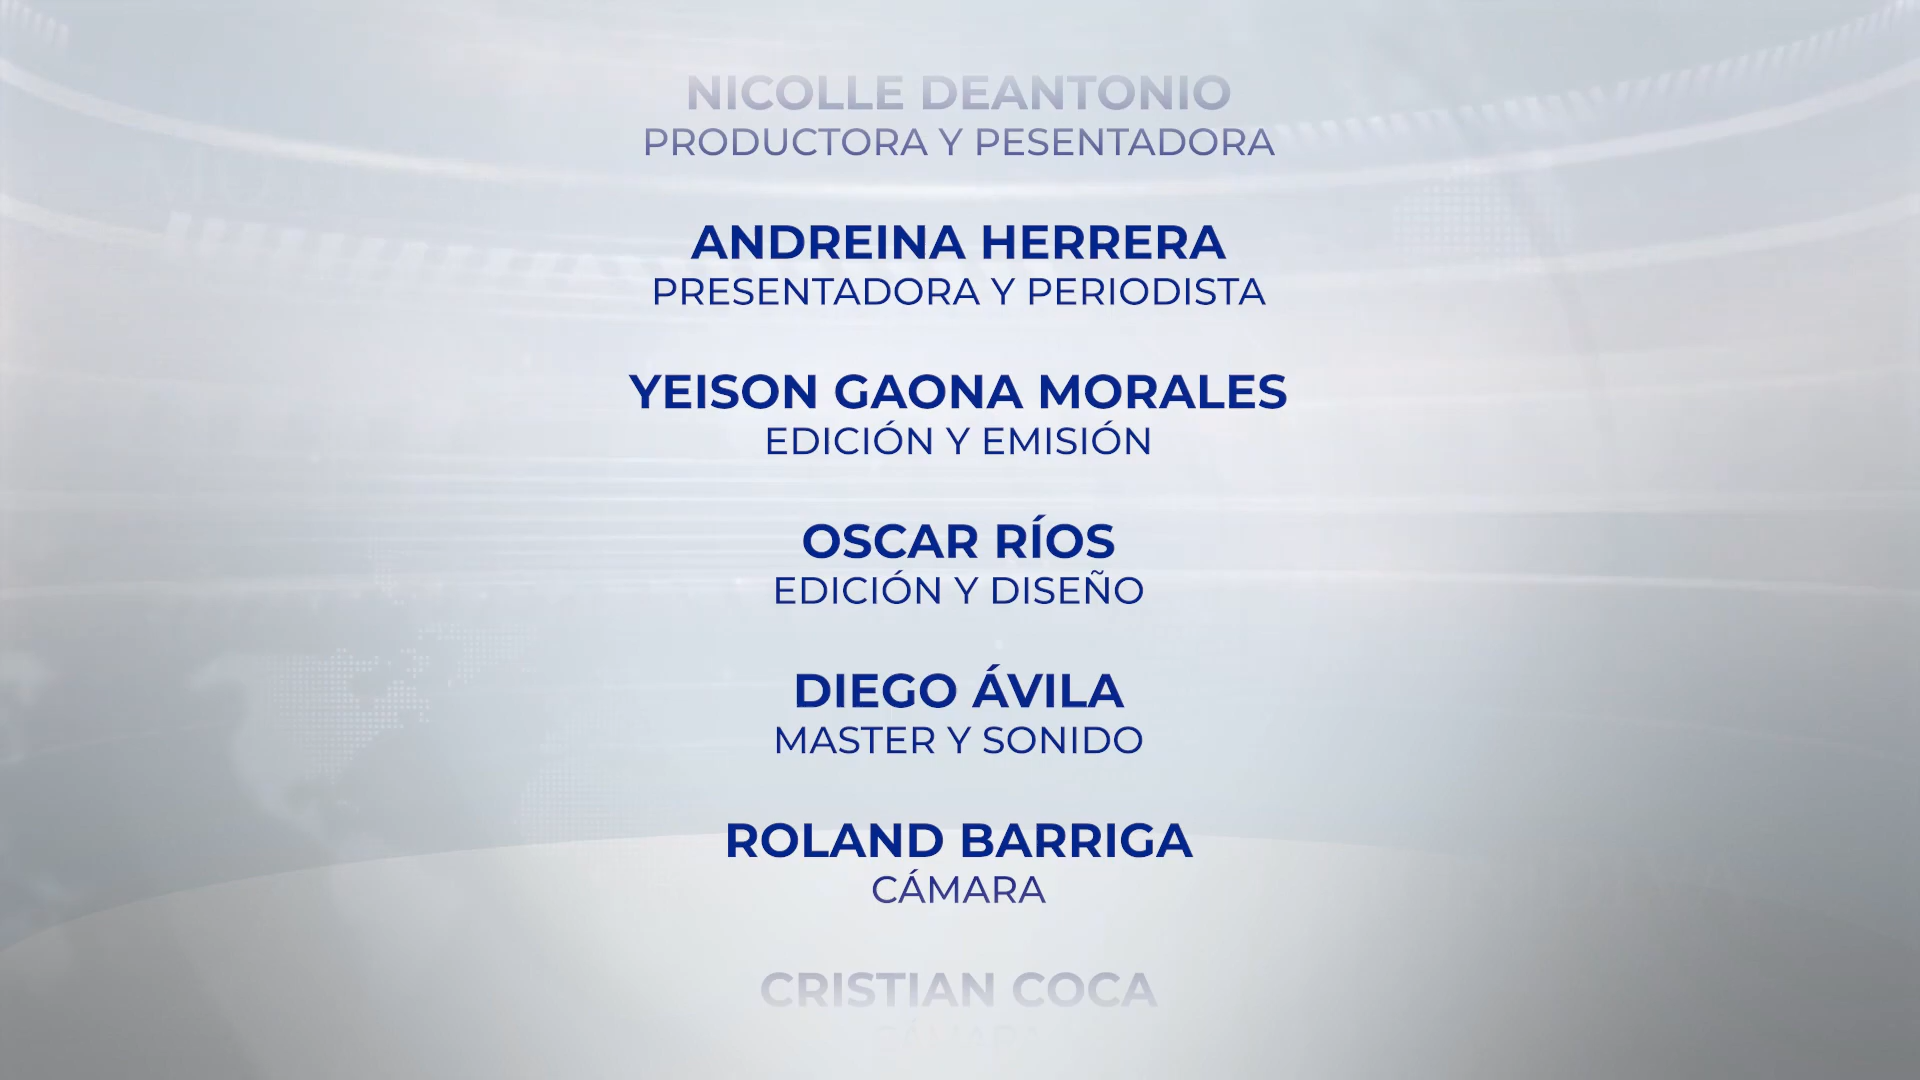 NICOLLE DEANTONIO
PRODUCTORA Y PESENTADORA
ANDREINA HERRERA
PRESENTADORA Y PERIODISTA
YEISON GAONA MORALES
EDICIÓN Y EMISIÓN
OSCAR RÍOS
EDICIÓN Y DISEÑO
DIEGO ÁVILA
MASTER Y SONIDO
ROLAND BARRIGA
CÁMARA
CRISTIAN COCA
CÁMARA